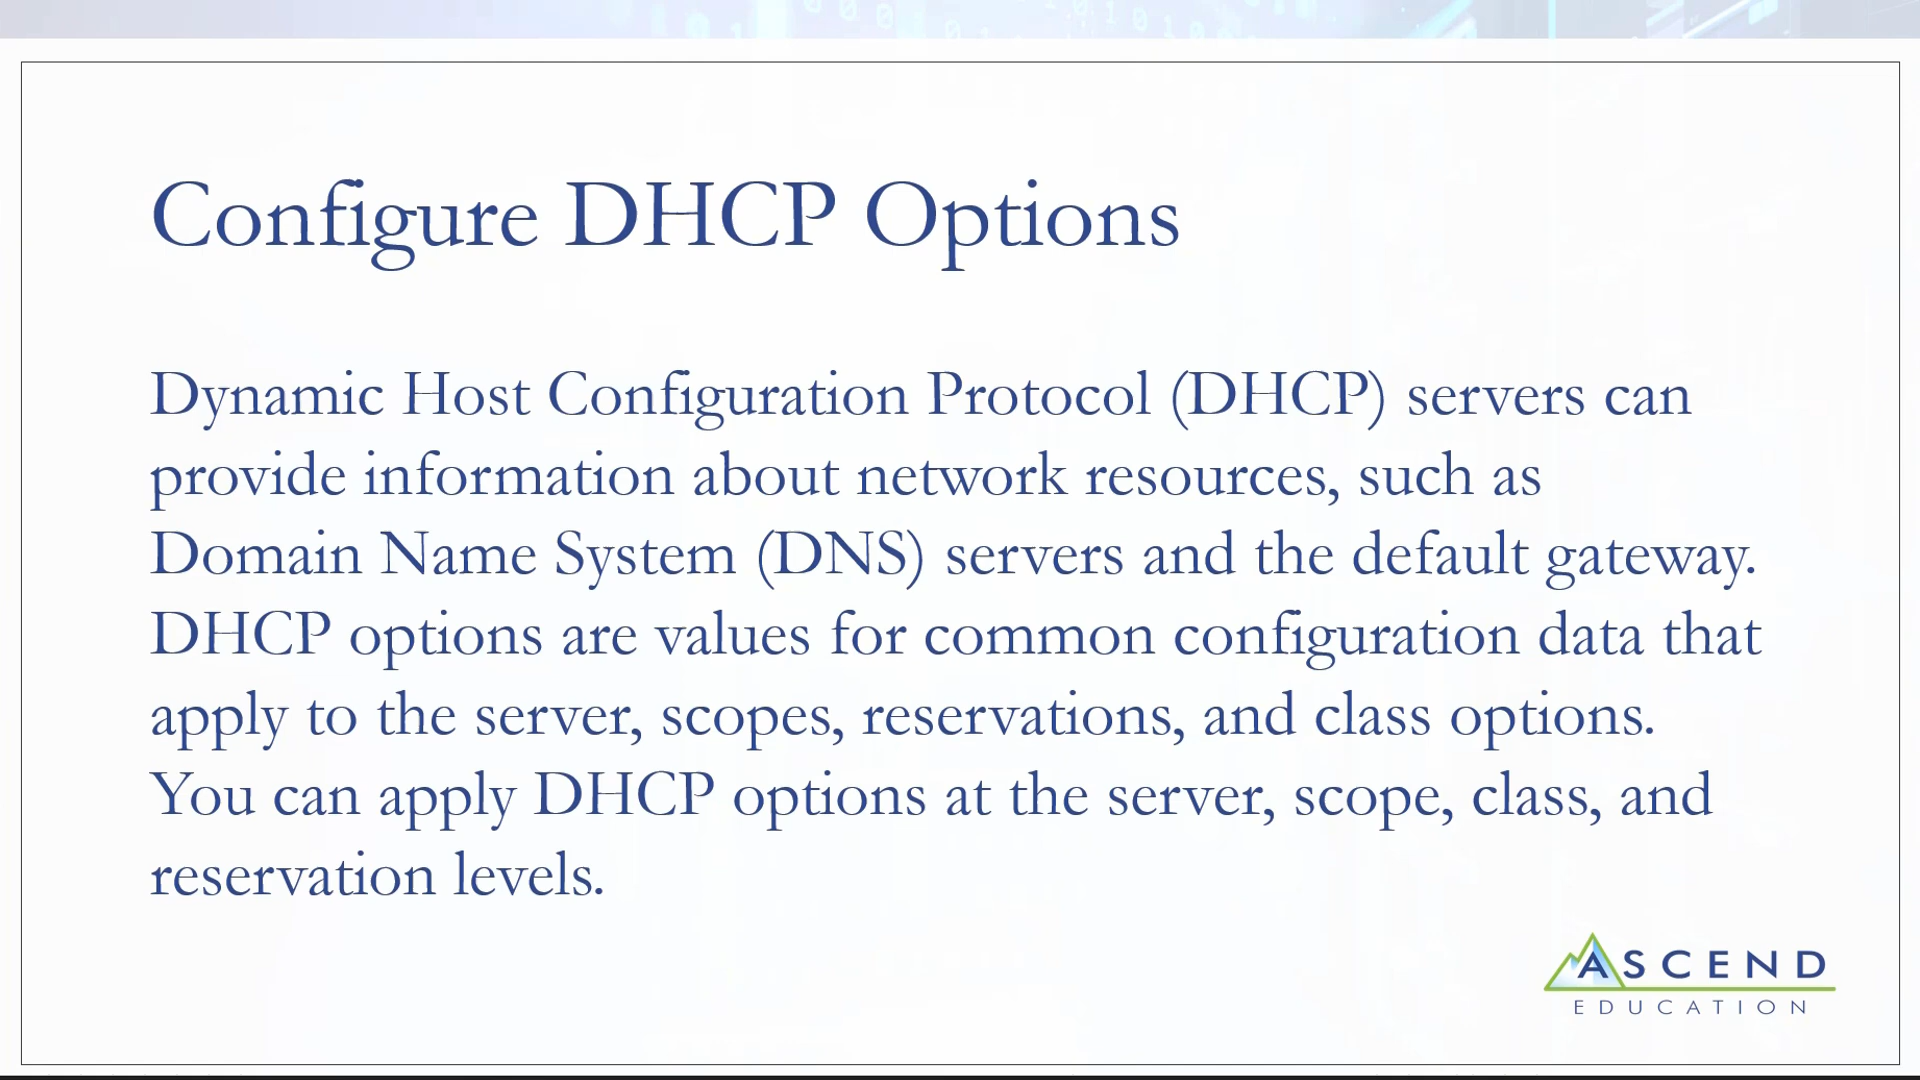 Configure DHCP Options
Dynamic Host Configuration Protocol (DHCP) servers can
provide information about network resources, such as
Domain Name System (DNS) servers and the default gateway.
DHCP options are values for common configuration data that
apply to the server, scopes, reservations, and class options.
You can apply DHCP options at the server, scope, class, and
reservation levels.
ASCEND
EDUCATION